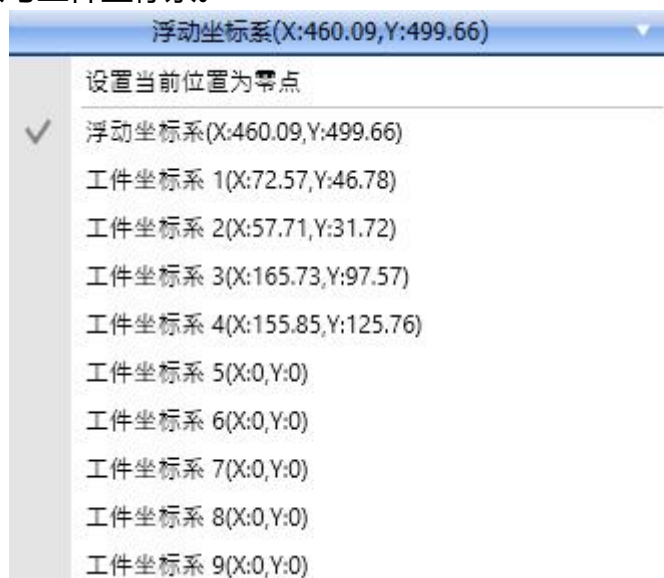 浮动坐标系(X:460.09,Y:499.66)
设置当前位置为零点
浮动坐标系(X:460.09,Y:499.66)
工件坐标系 1(X:72.57,Y:46.78)
工件坐标系 2(X:57.71,Y:31.72)
工件坐标系 3(X:165.73,Y:97.57)
工件坐标系 4(X:155.85,Y:125.76)
工件坐标系 5(X:0,Y:0)
工件坐标系 6(X:0,Y:0)
工件坐标系 7(X:0,Y:0)
工件坐标系 8(X:0,Y:0)
工件坐标系 9(X:0,Y:0)